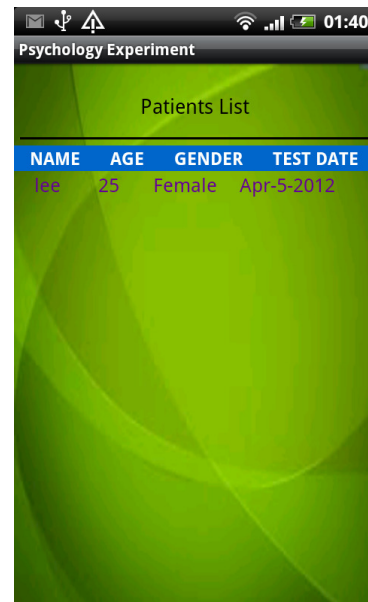 01:40
Psychology Experiment
Patients List
NAME AGE GENDER TEST DATE
lee 25 Female Apr-5-2012